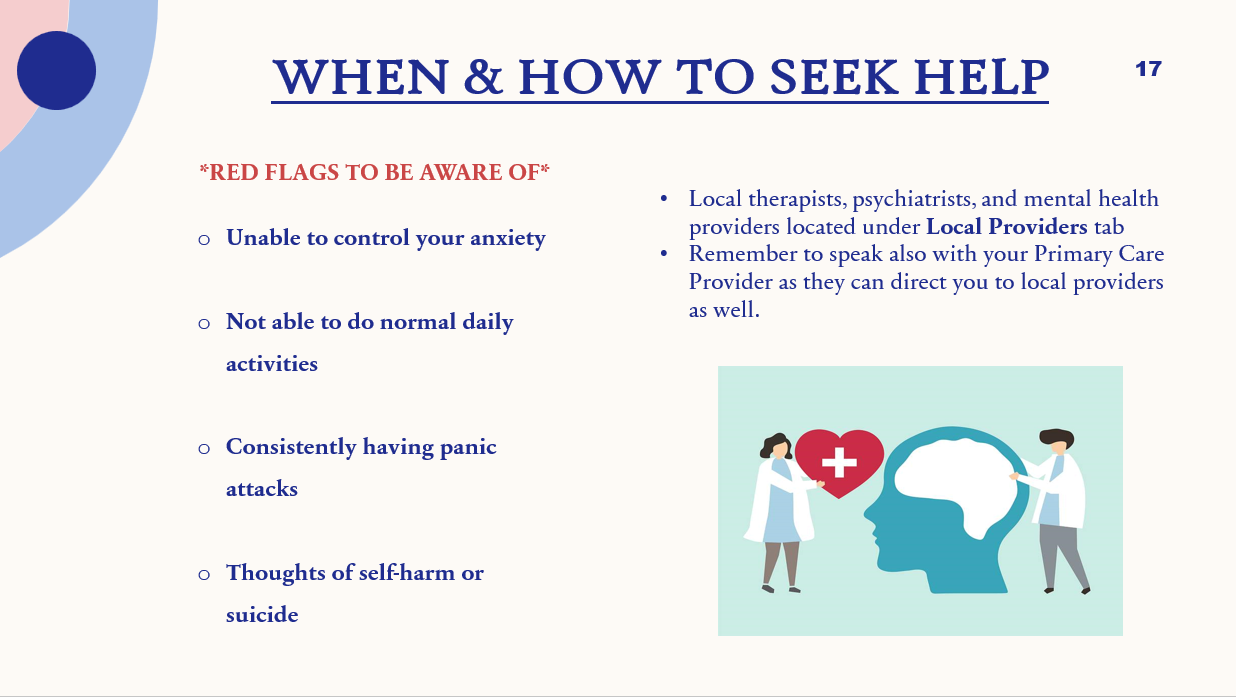 WHEN & HOW TO SEEK HELP
17
*RED FLAGS TO BE AWARE OF*
o Unable to control your anxiety
o Not able to do normal daily
activities
o Consistently having panic
attacks
o Thoughts of self-harm or
suicide
• Local therapists, psychiatrists, and mental health
providers located under Local Providers tab
• Remember to speak also with your Primary Care
Provider as they can direct you to local providers
as well.